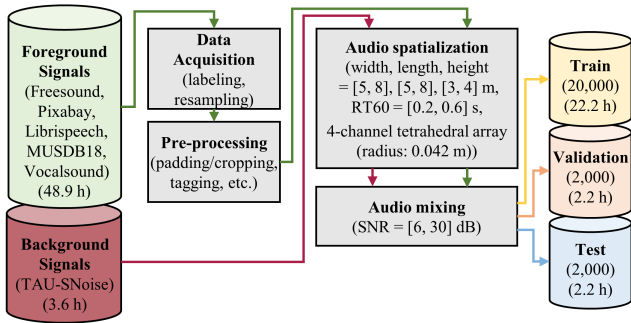 Foreground
Signals
(Freesound,
Pixabay,
Librispeech,
MUSDB18,
Vocalsound)
(48.9 h)
Background
Signals
(TAU-SNoise)
(3.6 h)
Data
Acquisition
(labeling,
resampling)
Pre-processing
(padding/cropping,
tagging, etc.)
Audio spatialization
(width, length, height
= [5, 8], [5, 8], [3, 4] m,
RT60 = [0.2, 0.6] s,
4-channel tetrahedral array
(radius: 0.042 m))
Audio mixing
(SNR = [6, 30] dB)
Train
(20,000)
(22.2 h)
Validation
(2,000)
(2.2 h)
Test
(2,000)
(2.2 h)